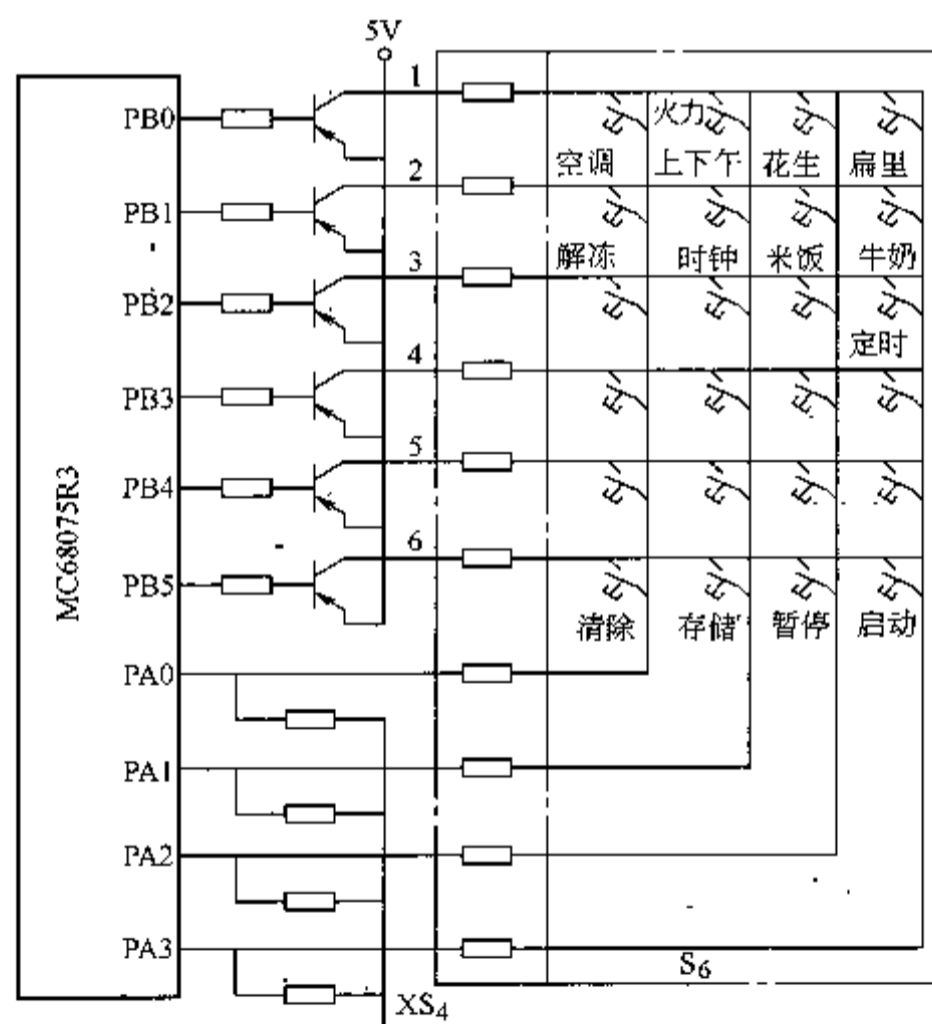 5V
1
PB0
火力
空调 上下午 花生 扁里
2
PB1
解冻 时钟 米饭 牛奶
3
PB2
定时
4
PB3
5
PB4
MC68075R3
6
PB5
清除 存储 暂停 启动
PA0
PA1
PA2
PA3
S6
XS4